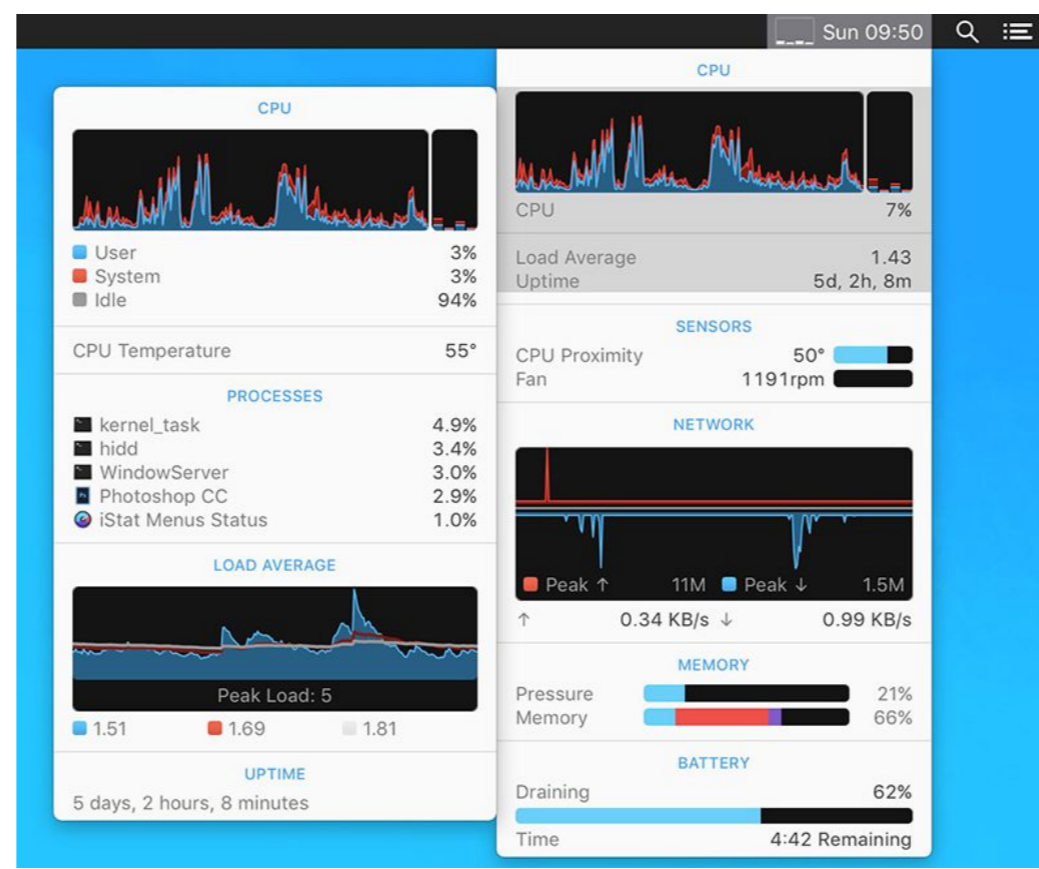 Sun 09:50
CPU
User 3%
System 3%
Idle 94%
CPU Temperature 55°
PROCESSES
kernel_task 4.9%
hidd 3.4%
WindowServer 3.0%
Photoshop CC 2.9%
iStat Menus Status 1.0%
LOAD AVERAGE
Peak Load: 5
1.51 1.69 1.81
UPTIME
5 days, 2 hours, 8 minutes
CPU
CPU 7%
Load Average 1.43
Uptime 5d, 2h, 8m
SENSORS
CPU Proximity 50°
Fan 1191rpm
NETWORK
Peak ↑ 11M Peak ↓ 1.5M
↑ 0.34 KB/s ↓ 0.99 KB/s
MEMORY
Pressure 21%
Memory 66%
BATTERY
Draining 62%
Time 4:42 Remaining